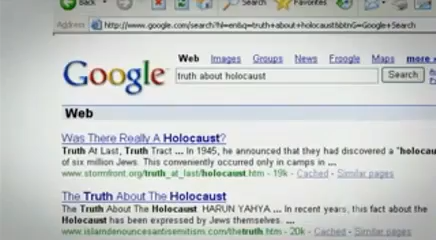 Back
Search
Favorites
Address http://www.google.com/search?hl=en&q=truth+about+holocaust&btnG=Google+Search
Web Images Groups News Froogle Maps more »
Google
truth about holocaust
Search
Web
Was There Really A Holocaust?
Truth At Last, Truth Tract ... In 1945, he announced that they had discovered a "holocau
of six million Jews. This conveniently occurred only in camps in ...
www.stormfront.org/truth_at_last/holocaust.htm - 19k - Cached - Similar pages
The Truth About The Holocaust
The Truth About The Holocaust. HARUN YAHYA ... In recent years, this fact about the
Holocaust has been expressed by Jews themselves. ...
www.islamdenouncesantisemitism.com/thetruth.htm - 20k - Cached - Similar pages